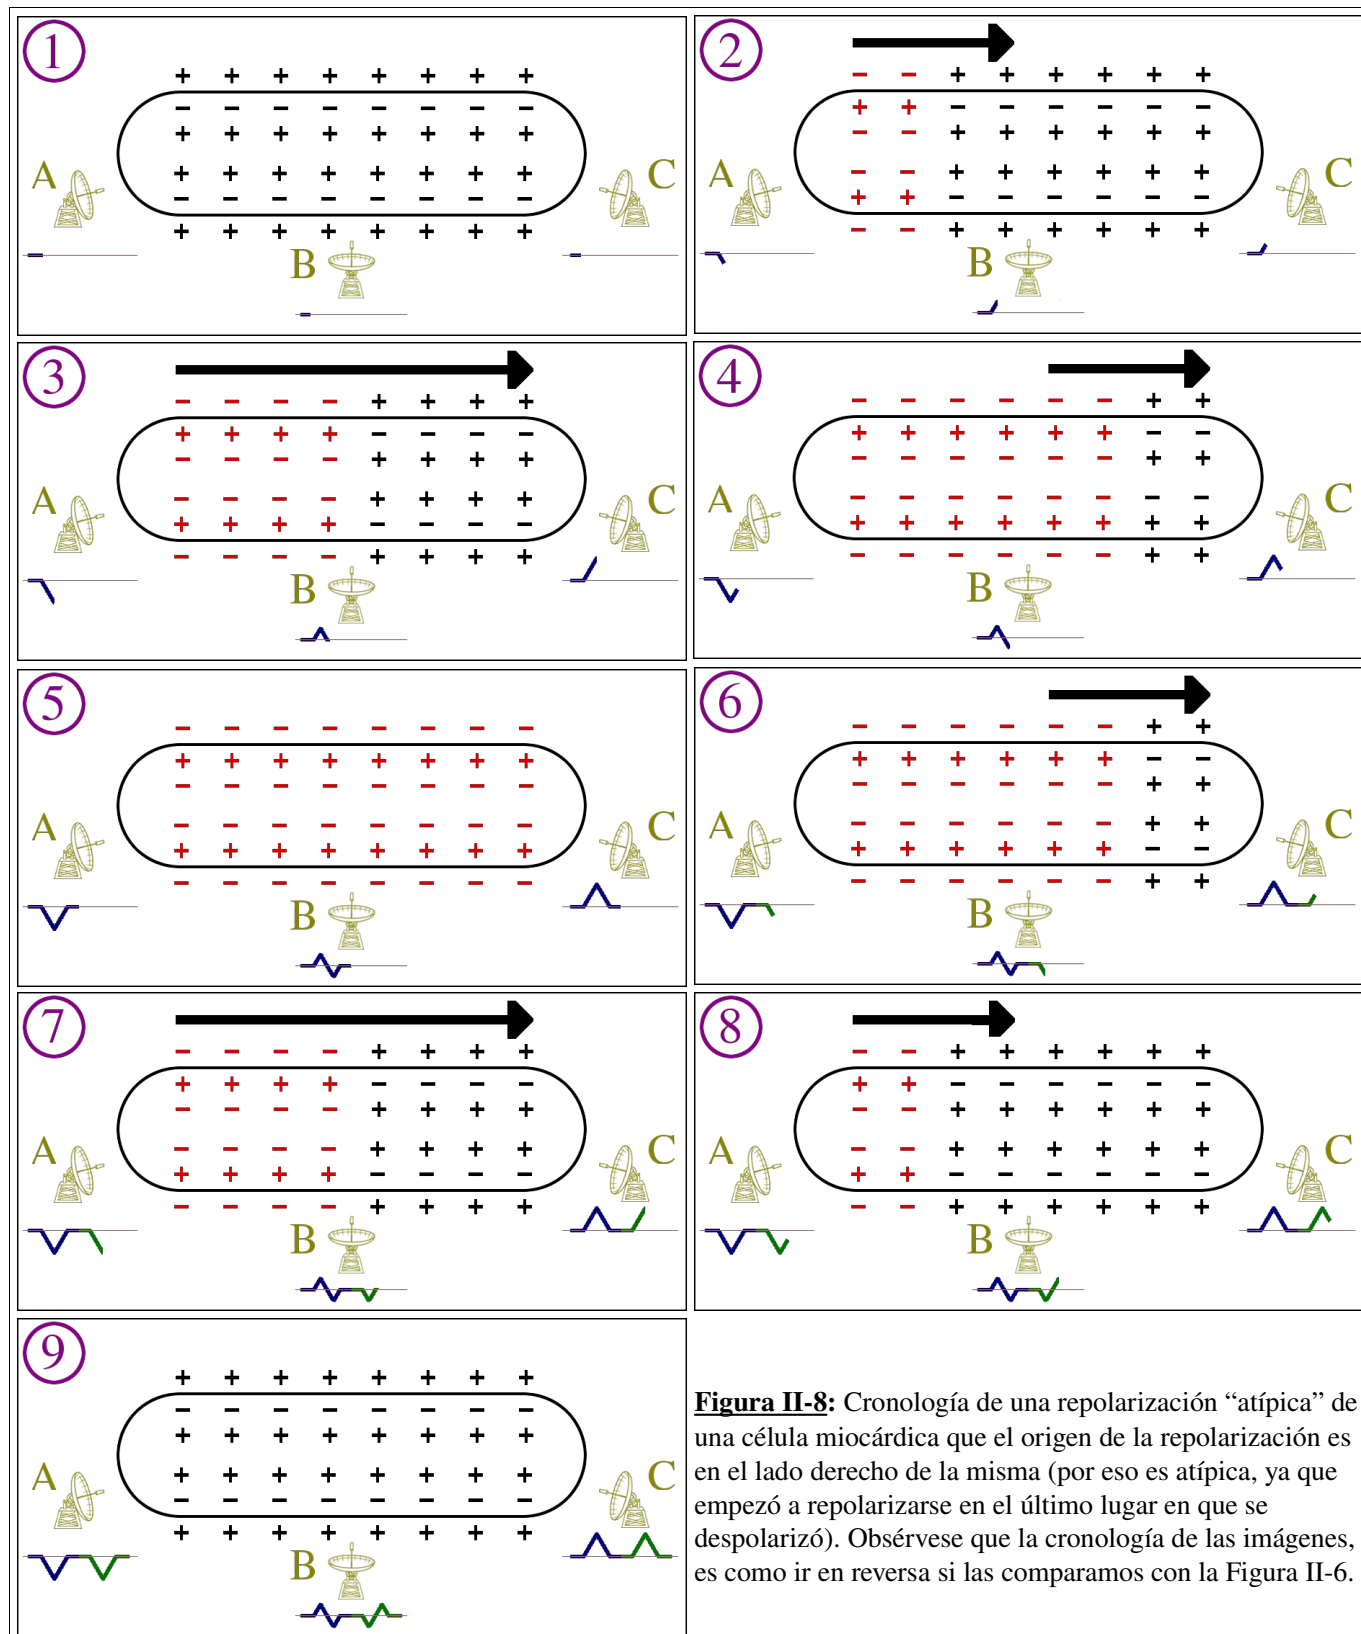 1
A
B
C
2
A
B
C
3
A
B
C
4
A
B
C
5
A
B
C
6
A
B
C
7
A
B
C
8
A
B
C
9
A
B
C
Figura II-8: Cronología de una repolarización “atípica” de
una célula miocárdica que el origen de la repolarización es
en el lado derecho de la misma (por eso es atípica, ya que
empezó a repolarizarse en el último lugar en que se
despolarizó). Obsérvese que la cronología de las imágenes,
es como ir en reversa si las comparamos con la Figura II-6.